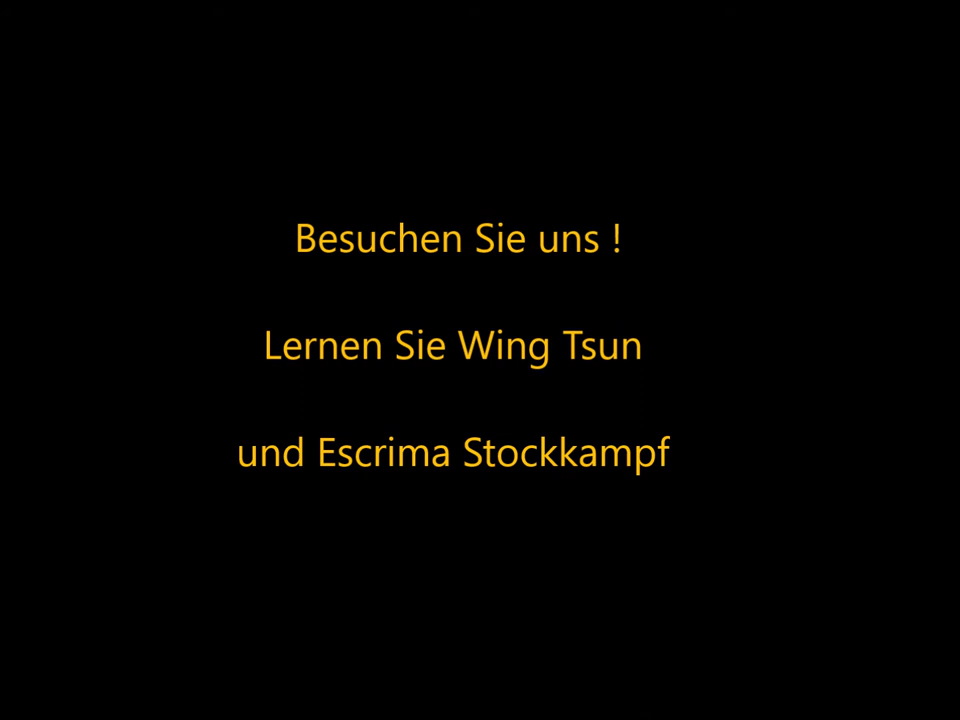 Besuchen Sie uns !
Lernen Sie Wing Tsun
und Escrima Stockkampf